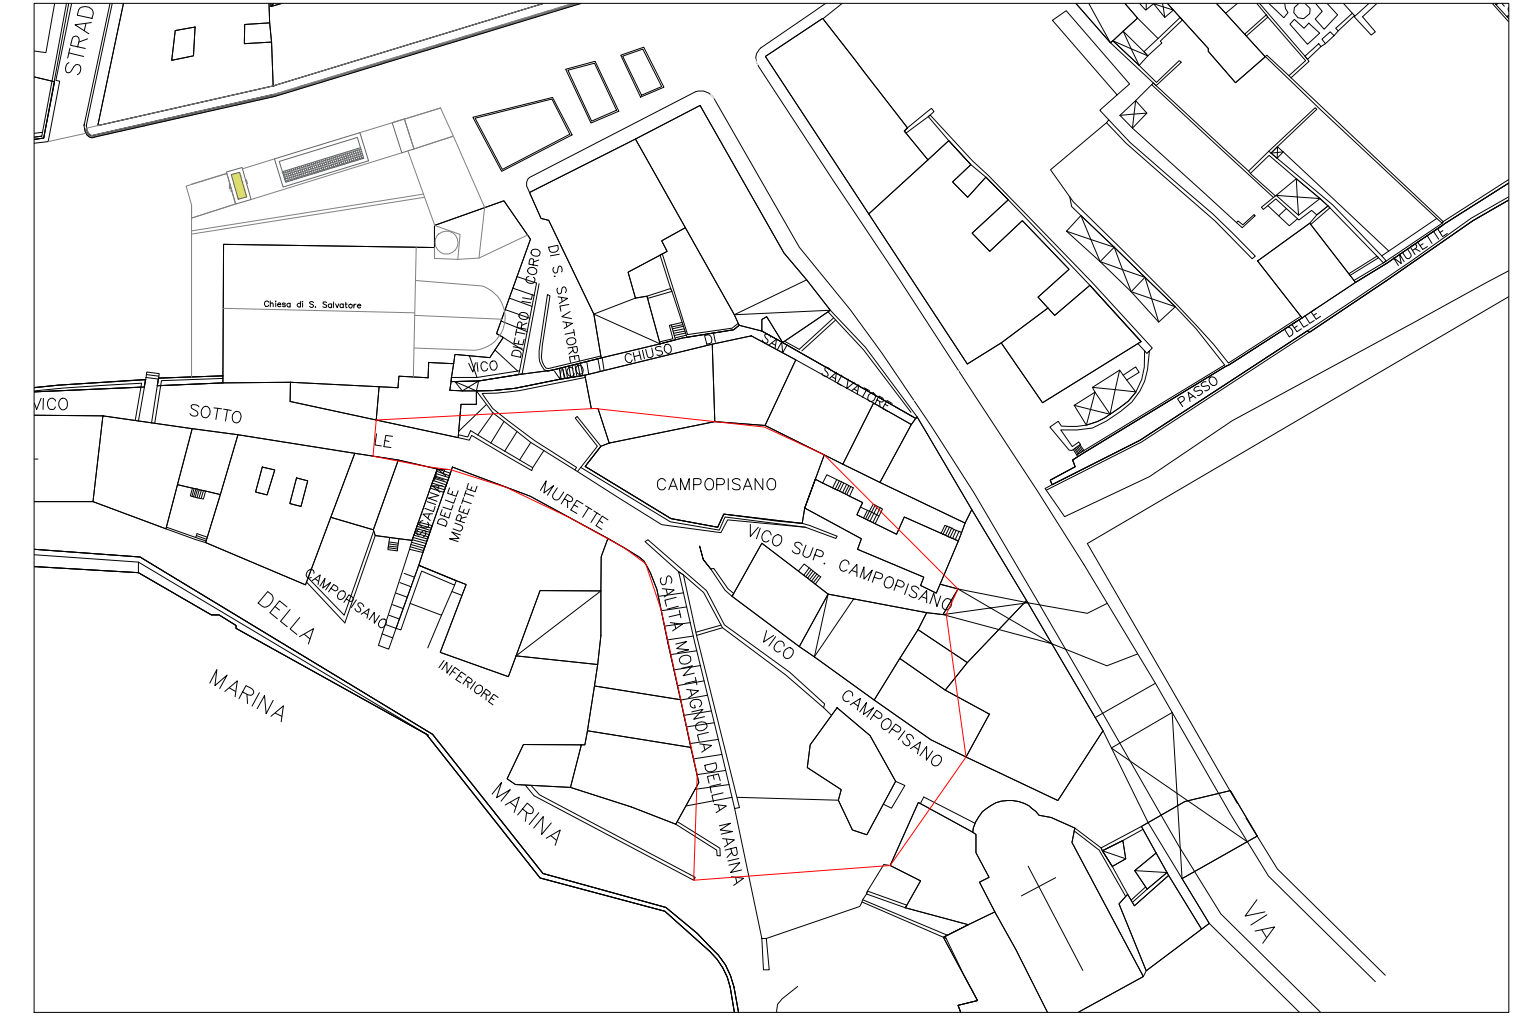 STRAD
MURETTE
DELLE
PASSO
Chiesa di S. Salvatore
DIETRO IL CORO
DI S. SALVATORE
VICO
VICO
CHIUSO
DI
SAN
SALVATORE
VICO
SOTTO
LE
MURETTE
CAMPOPISANO
DELLE
MURETTE
VICO SUP. CAMPOPISANO
CAMPOPISANO
INFERIORE
DELLA
MARINA
MARINA
SALITA MONTAGNOLA DELLA MARINA
VICO
CAMPOPISANO
VIA